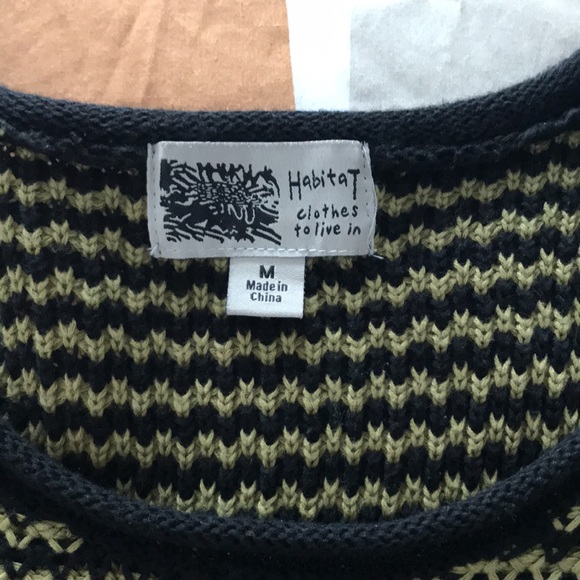 HabitaT
clothes
to live in
M
Made in
China